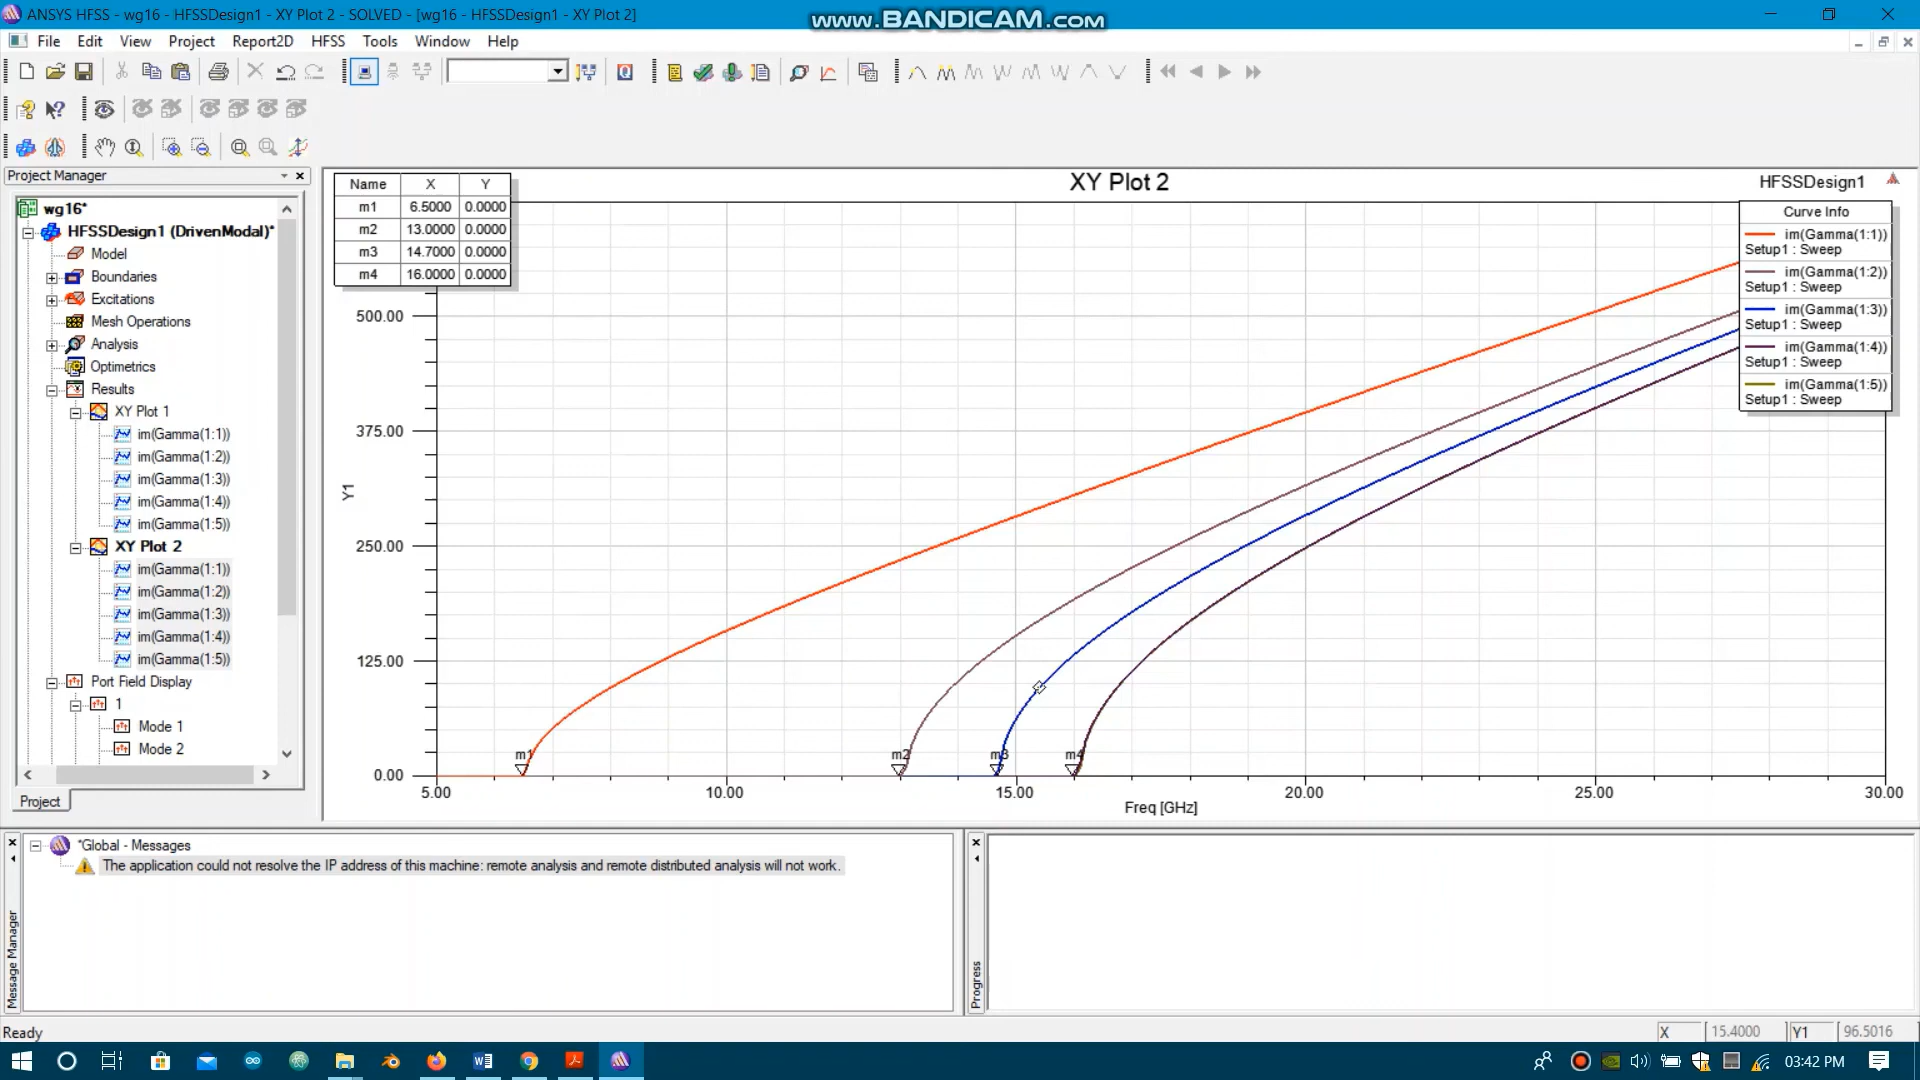 ANSYS HFSS - wg16 - HFSSDesign1 - XY Plot 2 - SOLVED - [wg16 - HFSSDesign1 - XY Plot 2]
www.BANDICAM.com
File Edit View Project Report2D HFSS Tools Window Help
Project Manager
wg16*
HFSSDesign1 (DrivenModal)*
Model
Boundaries
Excitations
Mesh Operations
Analysis
Optimetrics
Results
XY Plot 1
im(Gamma(1:1))
im(Gamma(1:2))
im(Gamma(1:3))
im(Gamma(1:4))
im(Gamma(1:5))
XY Plot 2
im(Gamma(1:1))
im(Gamma(1:2))
im(Gamma(1:3))
im(Gamma(1:4))
im(Gamma(1:5))
Port Field Display
1
Mode 1
Mode 2
Project
Name X Y
m1 6.5000 0.0000
m2 13.0000 0.0000
m3 14.7000 0.0000
m4 16.0000 0.0000
XY Plot 2
HFSSDesign1
Curve Info
im(Gamma(1:1))
Setup1 : Sweep
im(Gamma(1:2))
Setup1 : Sweep
im(Gamma(1:3))
Setup1 : Sweep
im(Gamma(1:4))
Setup1 : Sweep
im(Gamma(1:5))
Setup1 : Sweep
500.00
375.00
Y1
250.00
125.00
0.00
m1 m2 m3 m4
5.00 10.00 15.00 20.00 25.00 30.00
Freq [GHz]
*Global - Messages
The application could not resolve the IP address of this machine: remote analysis and remote distributed analysis will not work.
Message Manager
Progress
Ready
X 15.4000 Y1 96.5016
03:42 PM